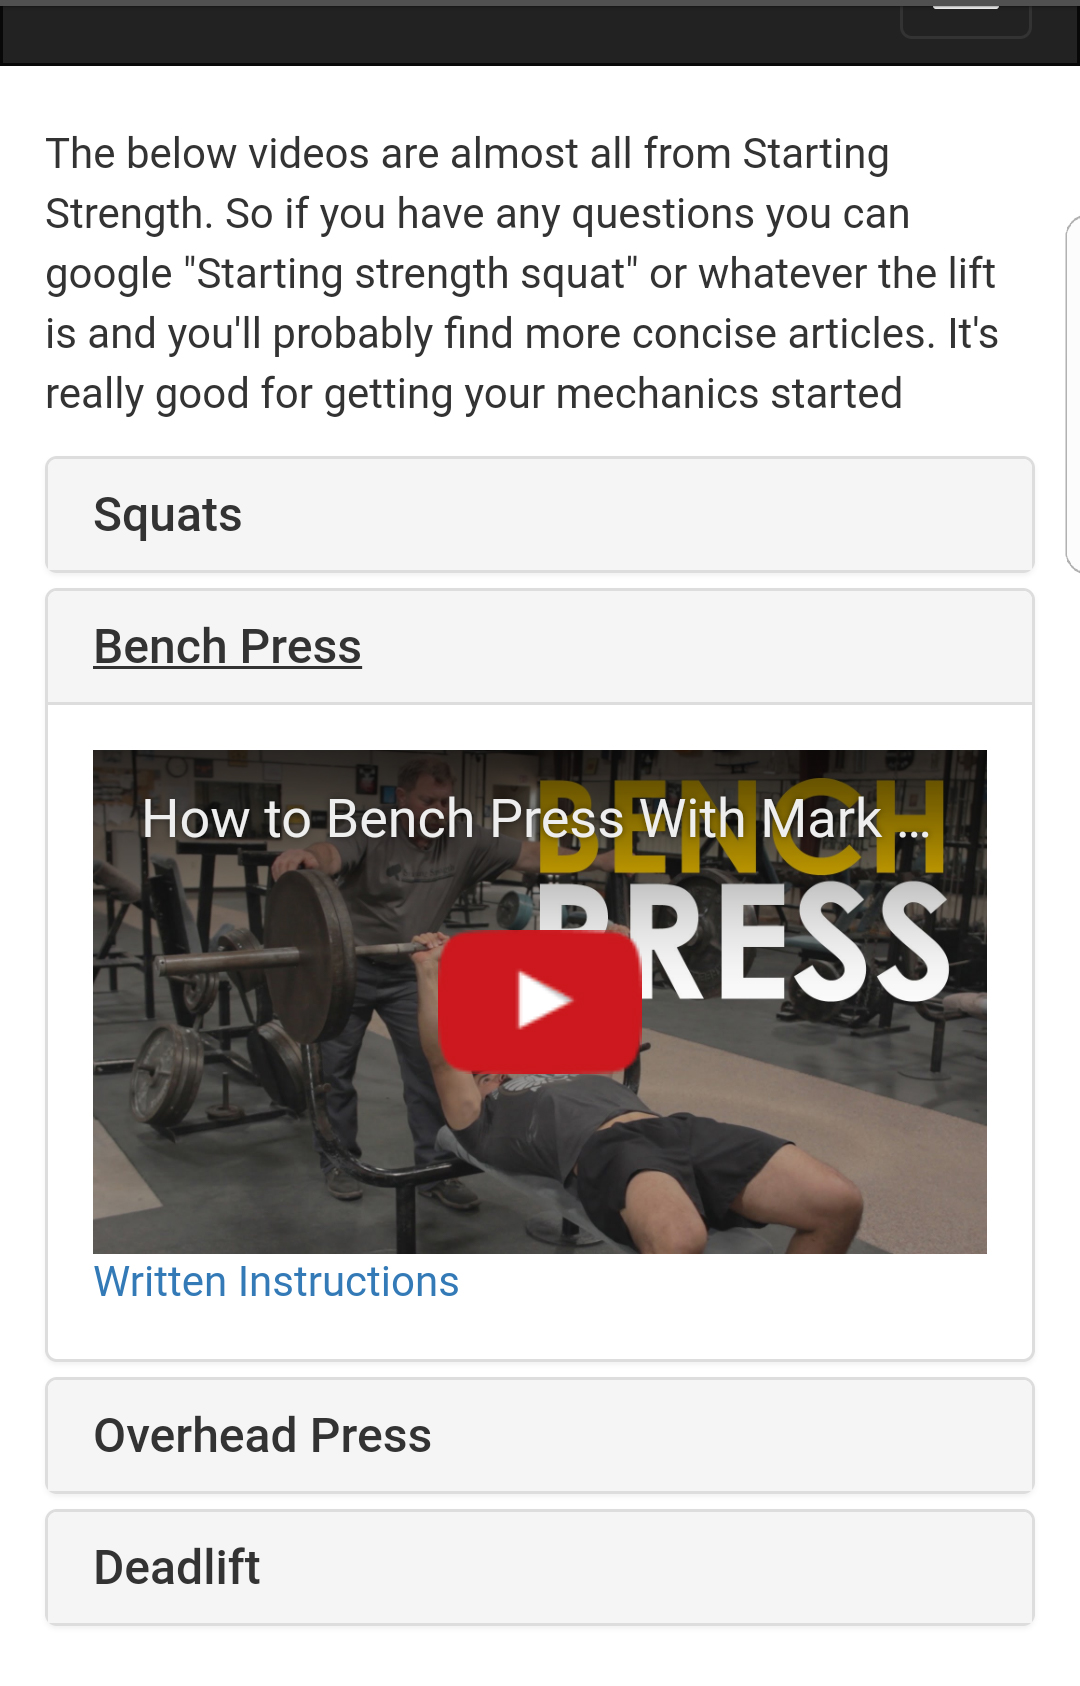 The below videos are almost all from Starting
Strength. So if you have any questions you can
google "Starting strength squat" or whatever the lift
is and you'll probably find more concise articles. It's
really good for getting your mechanics started
Squats
Bench Press
How to Bench Press With Mark ...
BENCH
PRESS
Written Instructions
Overhead Press
Deadlift